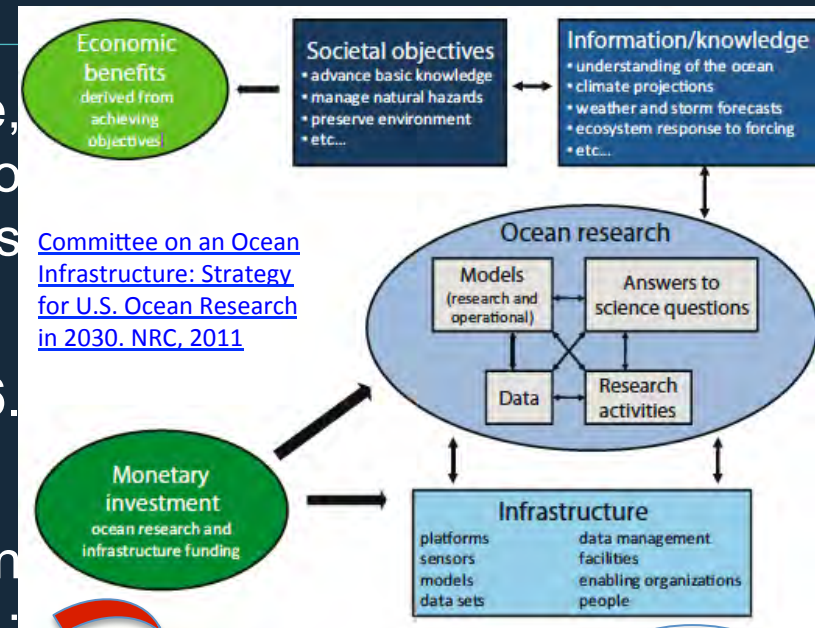 Economic
benefits
derived from
achieving
objectives
Societal objectives
• advance basic knowledge
• manage natural hazards
• preserve environment
• etc...
Information/knowledge
• understanding of the ocean
• climate projections
• weather and storm forecasts
• ecosystem response to forcing
• etc...
Committee on an Ocean
Infrastructure: Strategy
for U.S. Ocean Research
in 2030. NRC, 2011
Ocean research
Models
(research and
operational)
Answers to
science questions
Data
Research
activities
Monetary
investment
ocean research and
infrastructure funding
Infrastructure
platforms
sensors
models
data sets
data management
facilities
enabling organizations
people